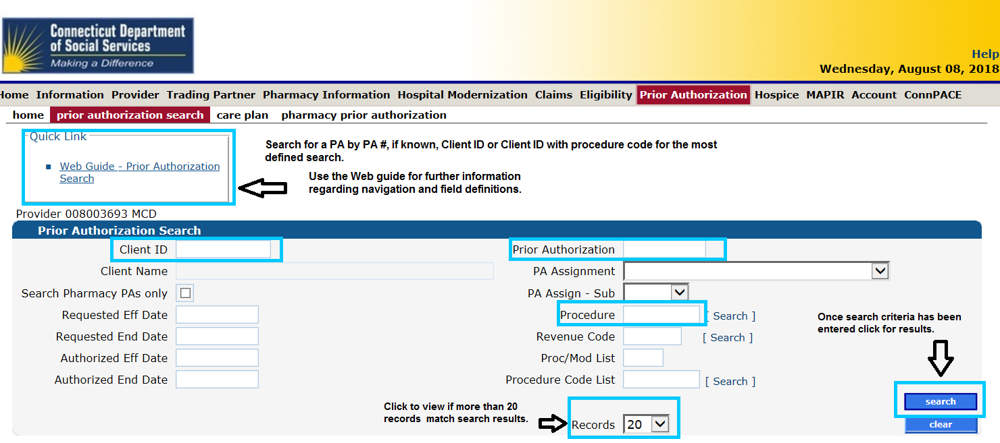 Connecticut Department
of Social Services
Making a Difference
Help
Wednesday, August 08, 2018
Home Information Provider Trading Partner Pharmacy Information Hospital Modernization Claims Eligibility Prior Authorization Hospice MAPIR Account ConnPACE
home prior authorization search care plan pharmacy prior authorization
Quick Link
Web Guide - Prior Authorization
Search
Search for a PA by PA #, if known, Client ID or Client ID with procedure code for the most
defined search.
Use the Web guide for further information
regarding navigation and field definitions.
Provider 008003693 MCD
Prior Authorization Search
Client ID
Prior Authorization
Client Name
PA Assignment
Search Pharmacy PAs only
PA Assign - Sub
Requested Eff Date
Procedure
[ Search ]
Requested End Date
Revenue Code
[ Search ]
Authorized Eff Date
Proc/Mod List
Authorized End Date
Procedure Code List
[ Search ]
Once search criteria has been
entered click for results.
search
clear
Click to view if more than 20
records match search results.
Records 20